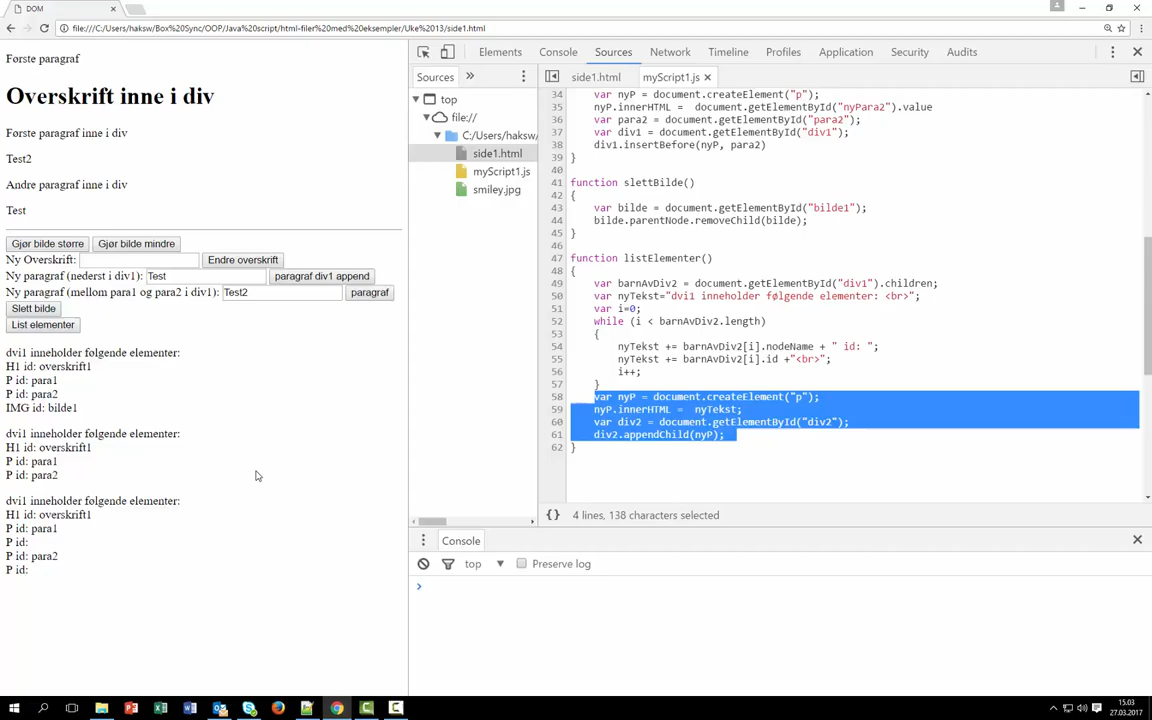 DOM
file:///C:/Haksw/Box%20Sync/OOP/Java%20script/html-filer%20med%20eksempler/Uke%2013/side1.html
Første paragraf
Overskrift inne i div
Første paragraf inne i div
Test2
Andre paragraf inne i div
Test
Gjør bilde større Gjør bilde mindre
Ny Overskrift: Endre overskrift
Ny paragraf (nederst i div1): Test paragraf div1 append
Ny paragraf (mellom para1 og para2 i div1): Test2 paragraf
Slett bilde
List elementer
dvi1 inneholder følgende elementer:
H1 id: overskrift1
P id: para1
P id: para2
IMG id: bilde1
dvi1 inneholder følgende elementer:
H1 id: overskrift1
P id: para1
P id: para2
dvi1 inneholder følgende elementer:
H1 id: overskrift1
P id: para1
P id:
P id: para2
P id:
Elements Console Sources Network Timeline Profiles Application Security Audits
Sources » side1.html myScript1.js
top
file://
C:/Users/haksw/
side1.html
myScript1.js
smiley.jpg
34 var nyP = document.createElement("p");
35 nyP.innerHTML = document.getElementById("nyPara2").value
36 var para2 = document.getElementById("para2");
37 var div1 = document.getElementById("div1");
38 div1.insertBefore(nyP, para2)
39 }
40
41 function slettBilde()
42 {
43 var bilde = document.getElementById("bilde1");
44 bilde.parentNode.removeChild(bilde);
45 }
46
47 function listElementer()
48 {
49 var barnAvDiv2 = document.getElementById("div1").children;
50 var nyTekst="dvi1 inneholder følgende elementer: <br>";
51 var i=0;
52 while (i < barnAvDiv2.length)
53 {
54 nyTekst += barnAvDiv2[i].nodeName + " id: ";
55 nyTekst += barnAvDiv2[i].id +"<br>";
56 i++;
57 }
58 var nyP = document.createElement("p");
59 nyP.innerHTML = nyTekst;
60 var div2 = document.getElementById("div2");
61 div2.appendChild(nyP);
62 }
{} 4 lines, 138 characters selected
Console
top Preserve log
15.03
27.03.2017